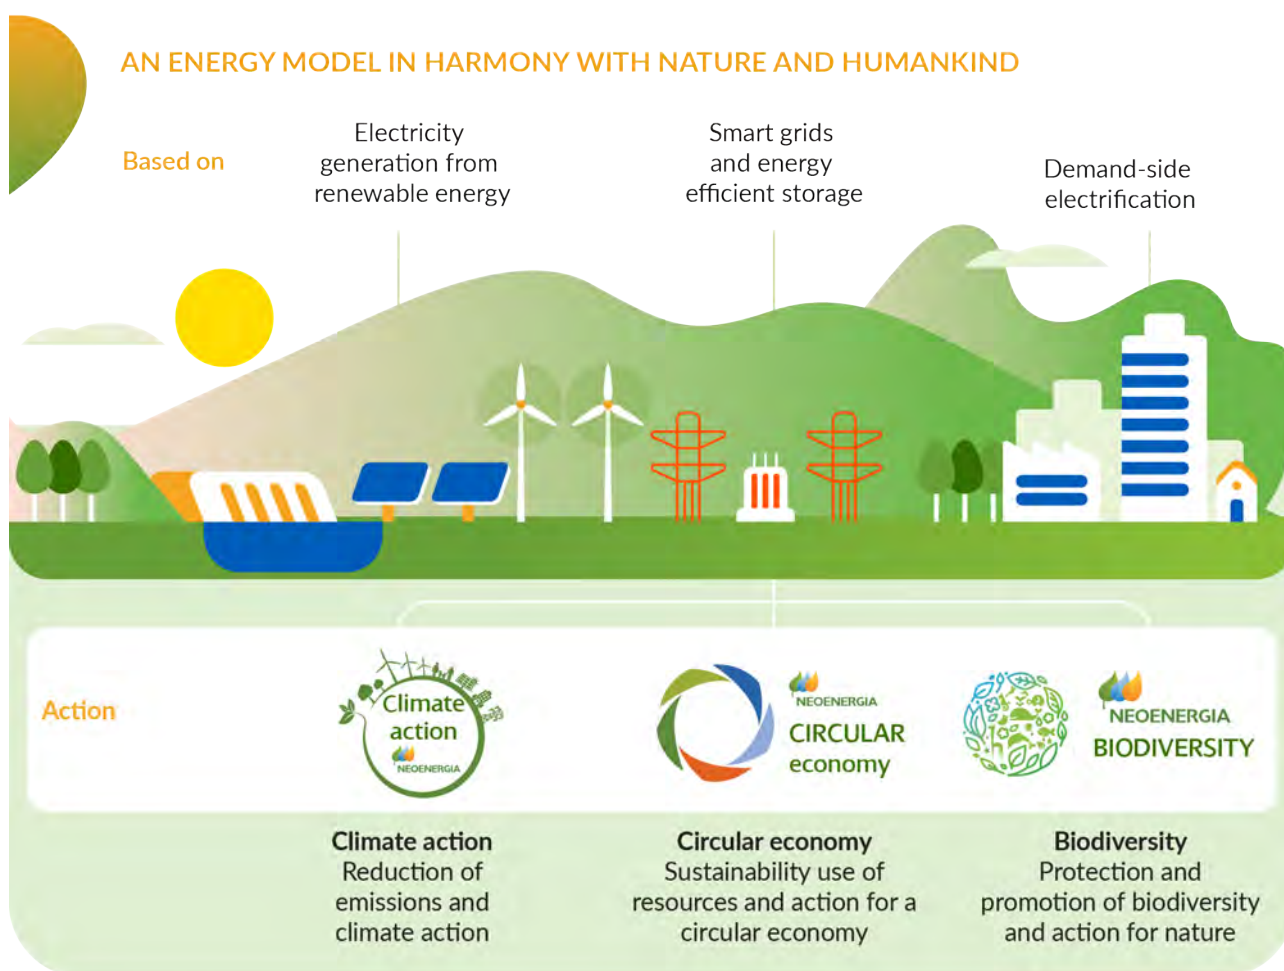 AN ENERGY MODEL IN HARMONY WITH NATURE AND HUMANKIND
Based on
Electricity
generation from
renewable energy
Smart grids
and energy
efficient storage
Demand-side
electrification
Action
Climate
action
NEOENERGIA
NEOENERGIA
CIRCULAR
economy
NEOENERGIA
BIODIVERSITY
Climate action
Reduction of
emissions and
climate action
Circular economy
Sustainability use of
resources and action for a
circular economy
Biodiversity
Protection and
promotion of biodiversity
and action for nature